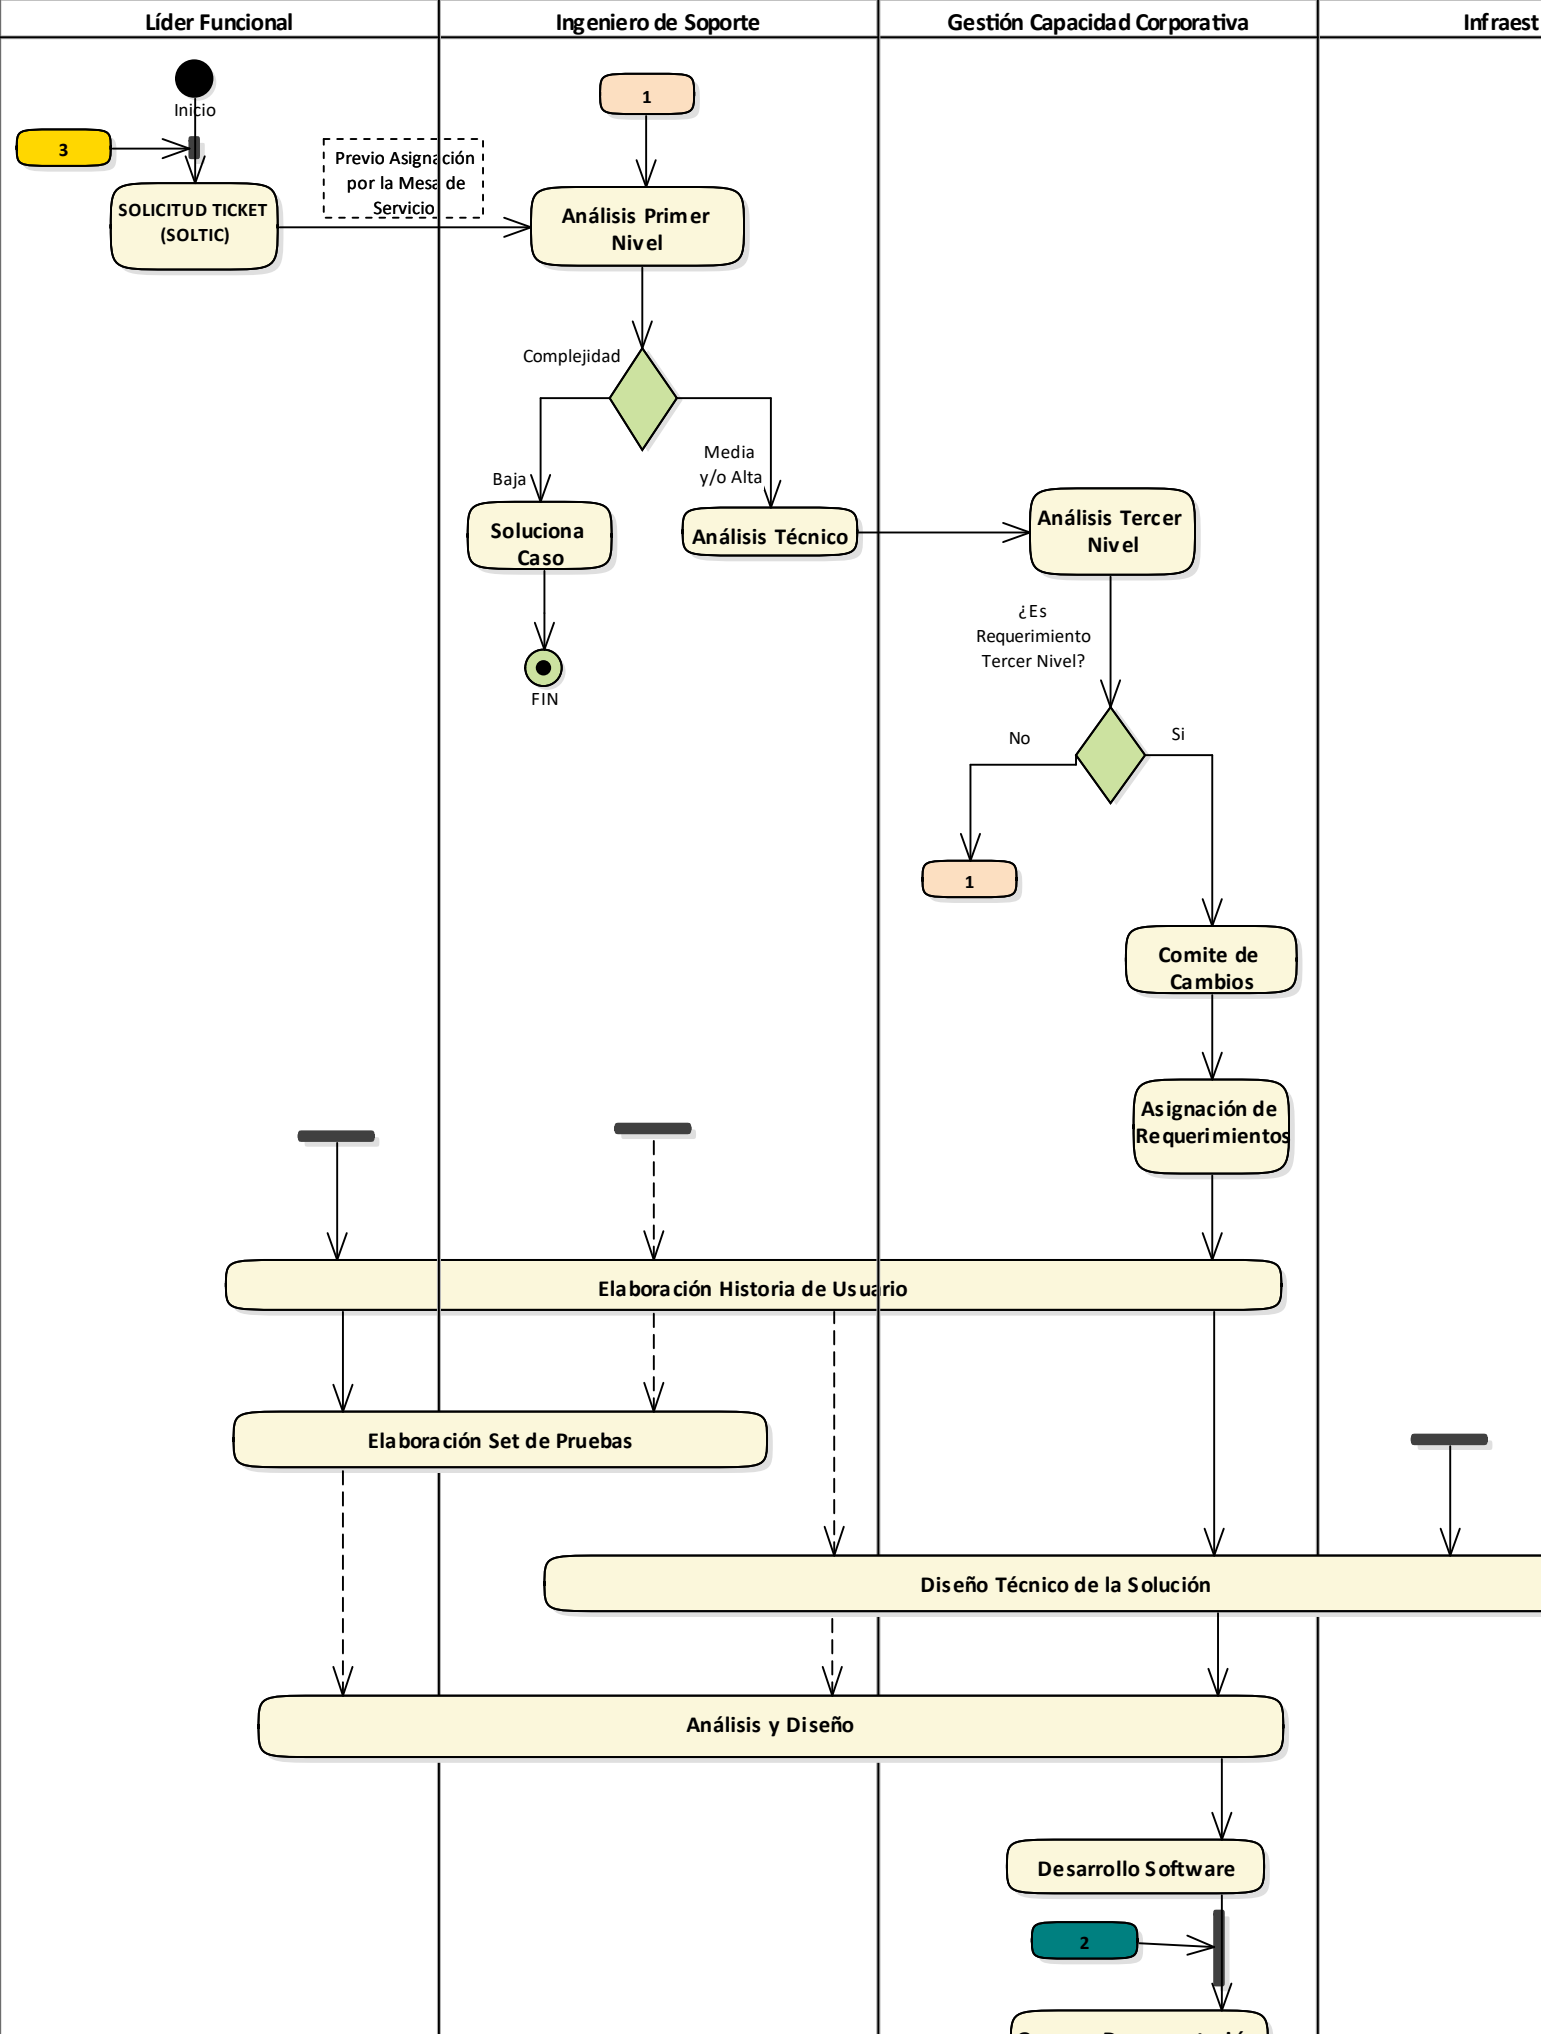 Líder Funcional
Ingeniero de Soporte
Gestión Capacidad Corporativa
Infraest
Inicio
1
3
Previo Asignación
por la Mesa de
Servicio
SOLICITUD TICKET
(SOLTIC)
Análisis Primer
Nivel
Complejidad
Baja
Media
y/o Alta
Soluciona
Caso
Análisis Técnico
Análisis Tercer
Nivel
FIN
¿Es
Requerimiento
Tercer Nivel?
No
Si
1
Comite de
Cambios
Asignación de
Requerimientos
Elaboración Historia de Usuario
Elaboración Set de Pruebas
Diseño Técnico de la Solución
Análisis y Diseño
Desarrollo Software
2